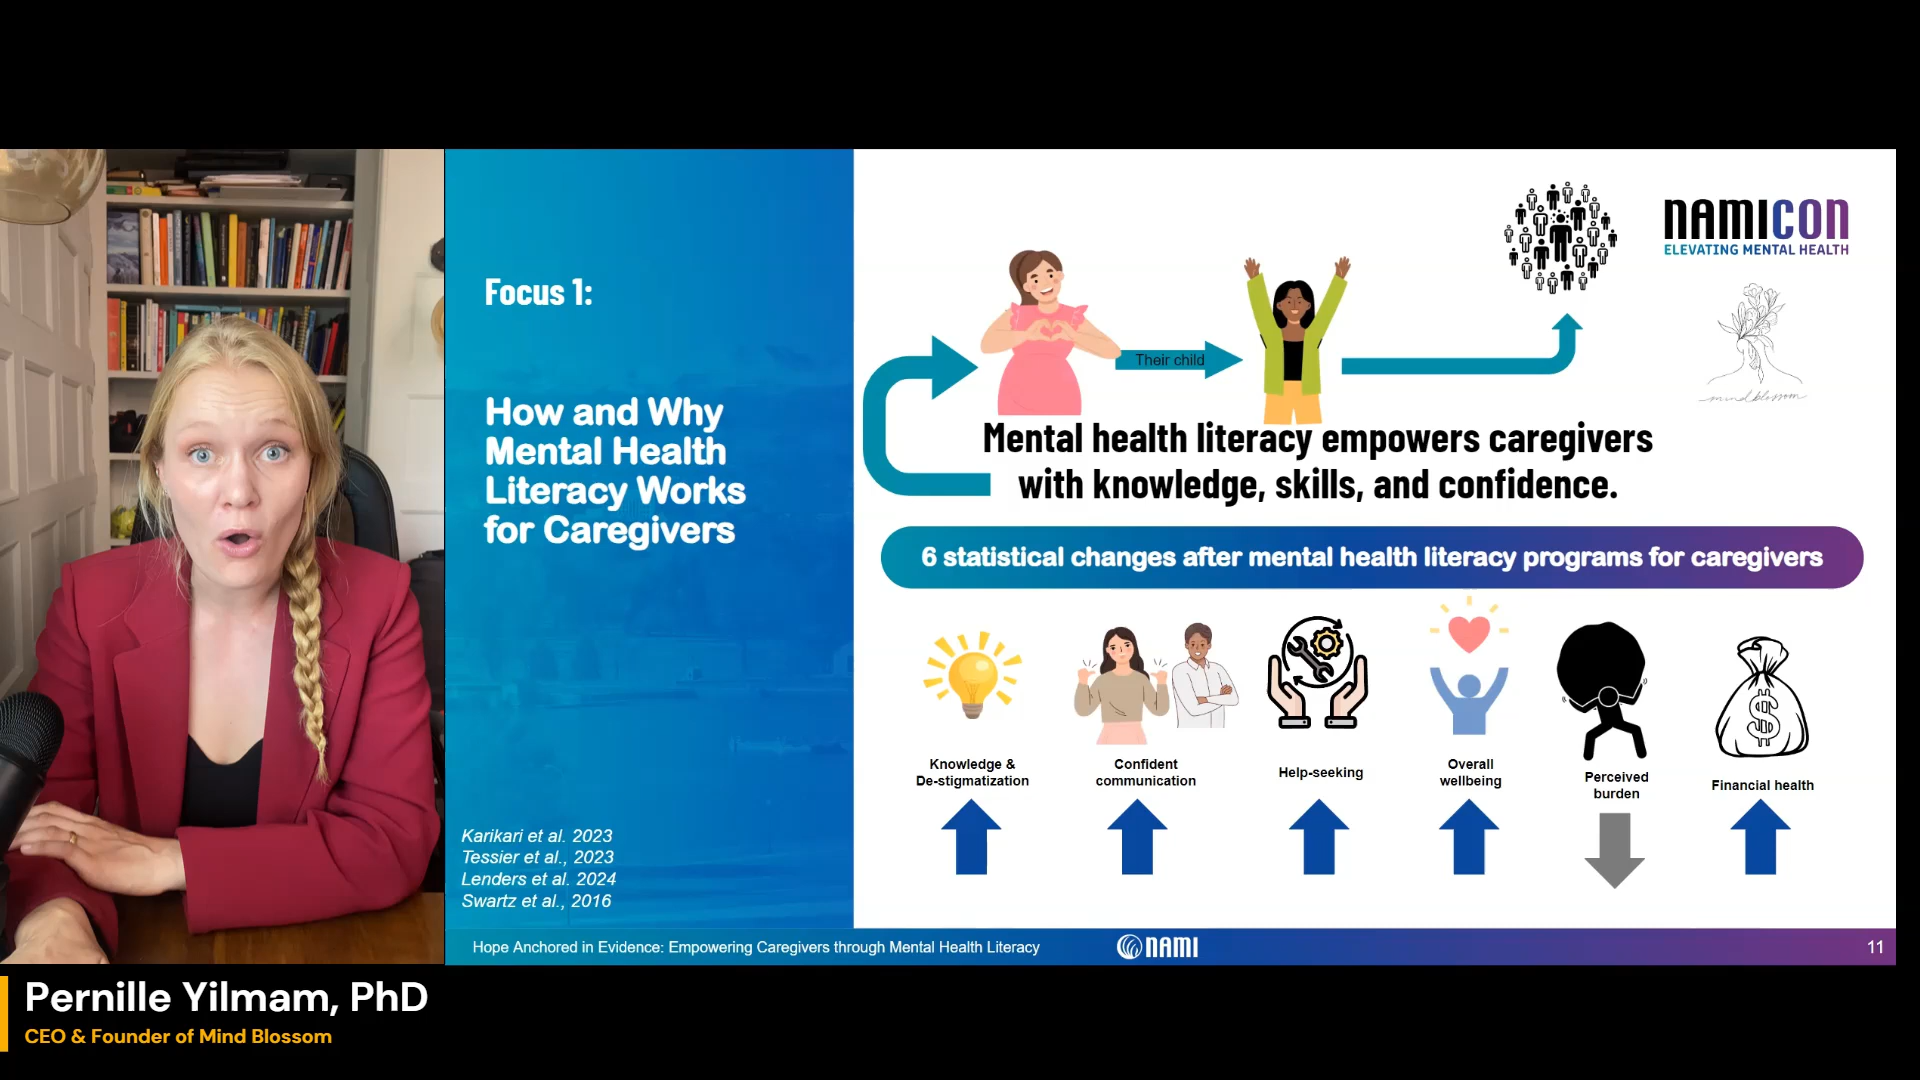 Focus 1:
How and Why
Mental Health
Literacy Works
for Caregivers
Karikari et al. 2023
Tessier et al., 2023
Lenders et al. 2024
Swartz et al., 2016
NAMICON
ELEVATING MENTAL HEALTH
mindblossom
Their child
Mental health literacy empowers caregivers
with knowledge, skills, and confidence.
6 statistical changes after mental health literacy programs for caregivers
Knowledge &
De-stigmatization
Confident
communication
Help-seeking
Overall
wellbeing
Perceived
burden
$
Financial health
Hope Anchored in Evidence: Empowering Caregivers through Mental Health Literacy
NAMI
11
Pernille Yilmam, PhD
CEO & Founder of Mind Blossom